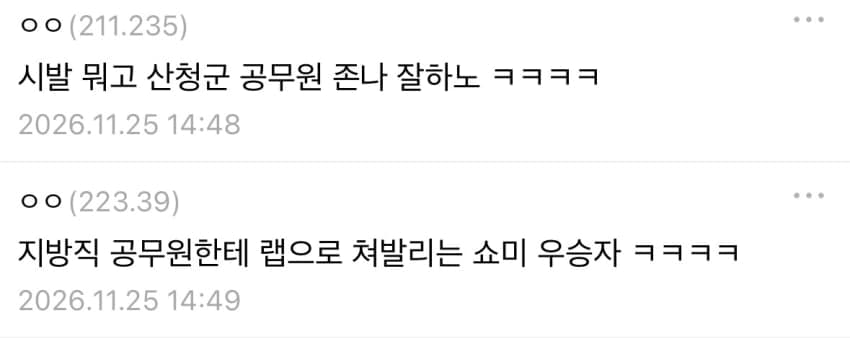 ㅇㅇ(211.235)
시발 뭐고 산청군 공무원 존나 잘하노 ㅋㅋㅋㅋ
2026.11.25 14:48
ㅇㅇ(223.39)
지방직 공무원한테 랩으로 쳐발리는 쇼미 우승자 ㅋㅋㅋㅋ
2026.11.25 14:49